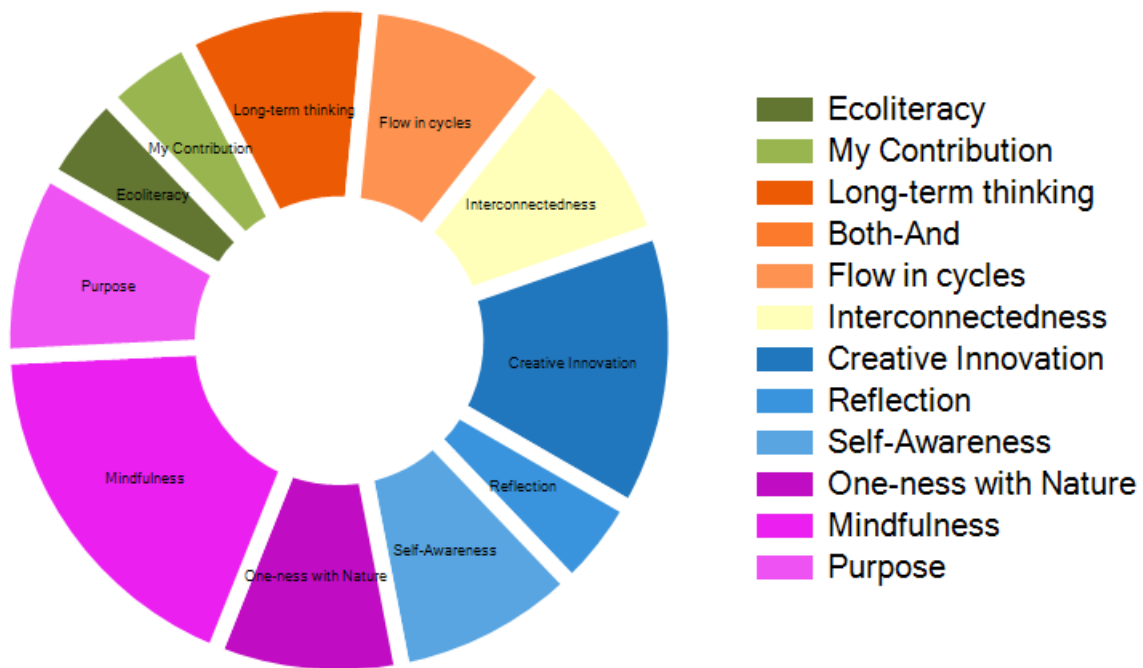 Long-term thinking
Flow in cycles
My Contribution
Ecoliteracy
Interconnectedness
Purpose
Creative Innovation
Mindfulness
Reflection
Self-Awareness
One-ness with Nature
Ecoliteracy
My Contribution
Long-term thinking
Both-And
Flow in cycles
Interconnectedness
Creative Innovation
Reflection
Self-Awareness
One-ness with Nature
Mindfulness
Purpose